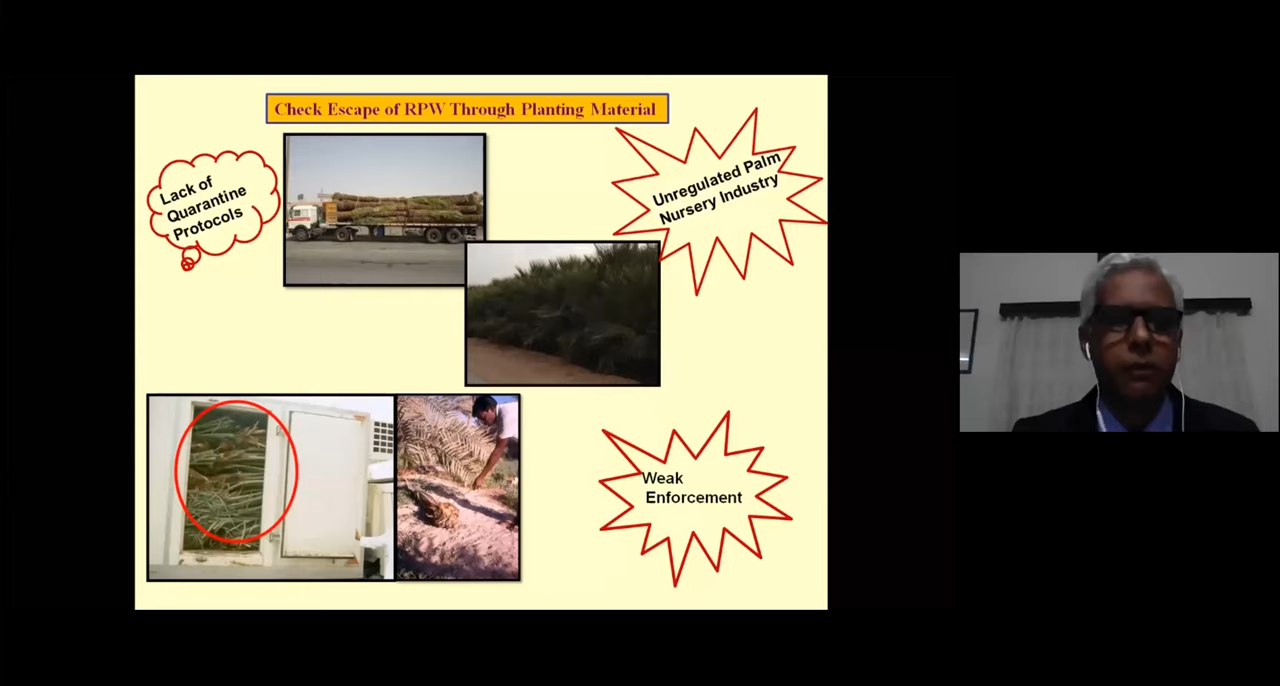 Check Escape of RPW Through Planting Material
Lack of
Quarantine
Protocols
Unregulated Palm
Nursery Industry
Weak
Enforcement